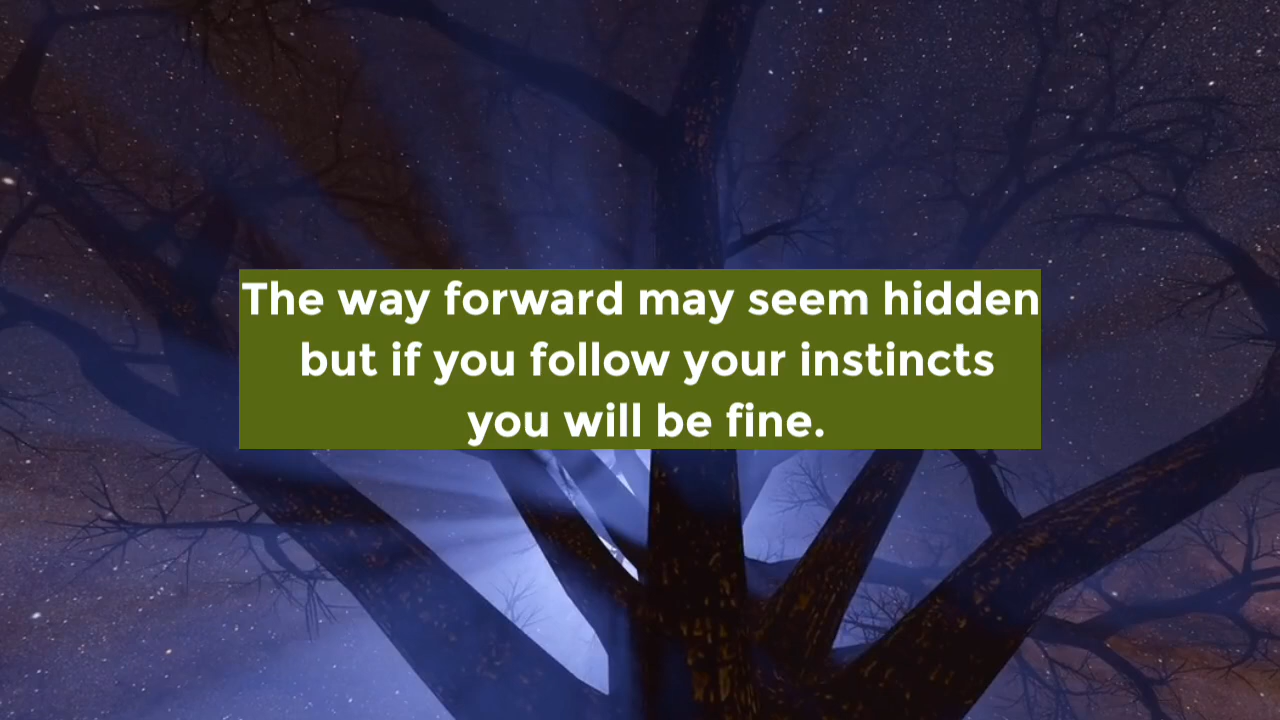 The way forward may seem hidden
but if you follow your instincts
you will be fine.